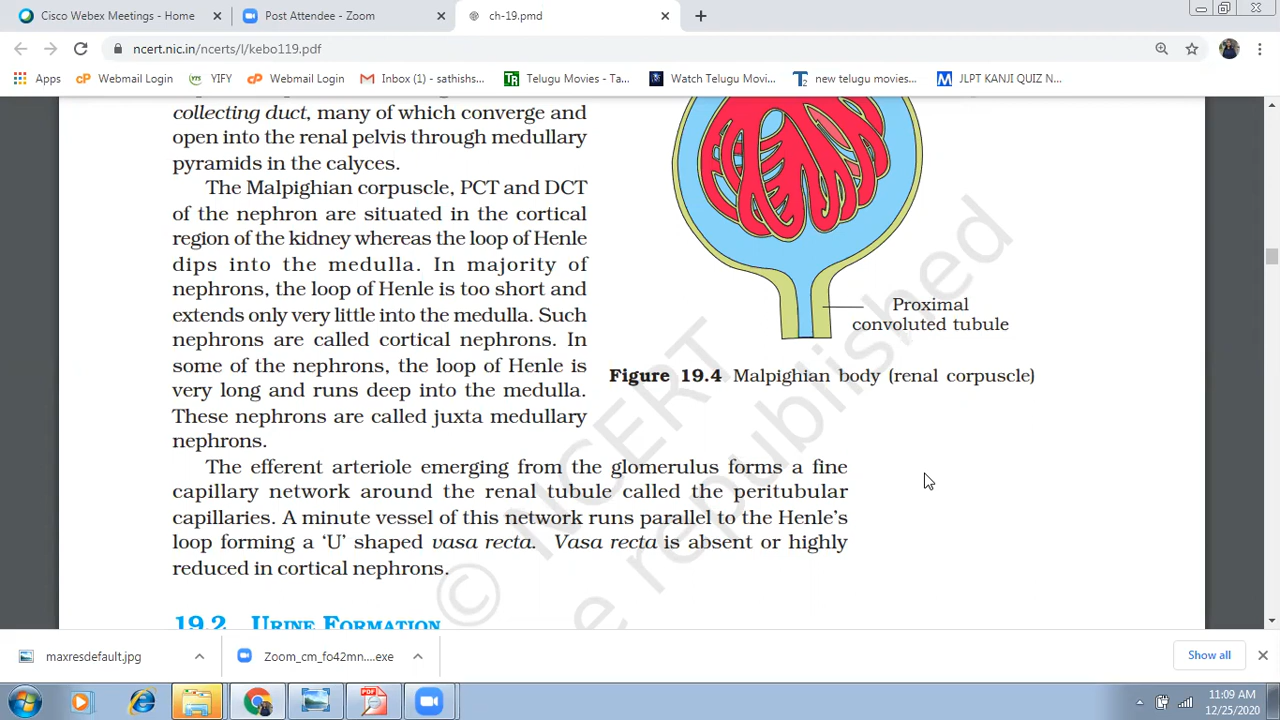 Cisco Webex Meetings - Home
Post Attendee - Zoom
ch-19.pmd
ncert.nic.in/ncerts/l/kebo119.pdf
Apps
Webmail Login
YIFY
Webmail Login
Inbox (1) - sathishs...
Telugu Movies - Ta...
Watch Telugu Movi...
new telugu movies...
JLPT KANJI QUIZ N...
collecting duct, many of which converge and
open into the renal pelvis through medullary
pyramids in the calyces.
The Malpighian corpuscle, PCT and DCT
of the nephron are situated in the cortical
region of the kidney whereas the loop of Henle
dips into the medulla. In majority of
nephrons, the loop of Henle is too short and
extends only very little into the medulla. Such
nephrons are called cortical nephrons. In
some of the nephrons, the loop of Henle is
very long and runs deep into the medulla.
These nephrons are called juxta medullary
nephrons.
Proximal
convoluted tubule
Figure 19.4 Malpighian body (renal corpuscle)
The efferent arteriole emerging from the glomerulus forms a fine
capillary network around the renal tubule called the peritubular
capillaries. A minute vessel of this network runs parallel to the Henle's
loop forming a 'U' shaped vasa recta. Vasa recta is absent or highly
reduced in cortical nephrons.
19.2 URINE FORMATION
© NCERT
e republished
maxresdefault.jpg
Zoom_cm_fo42mn....exe
Show all
11:09 AM
12/25/2020